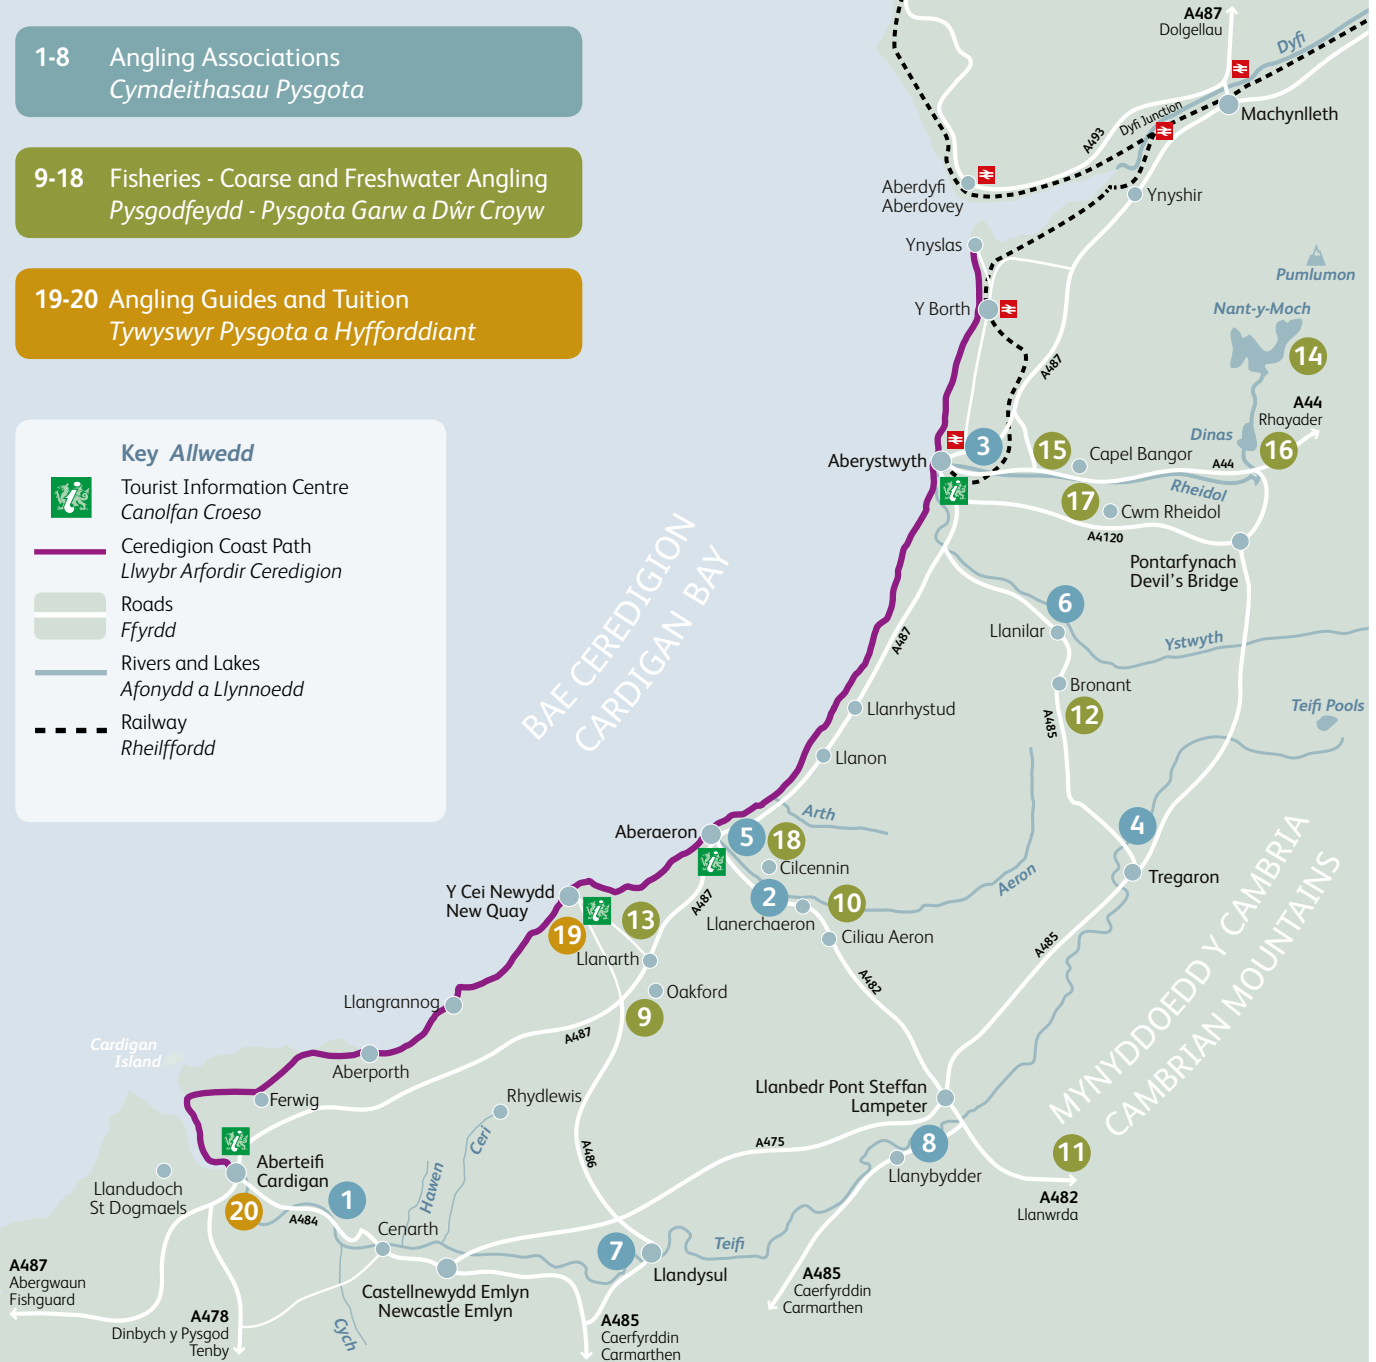 1-8 Angling Associations
Cymdeithasau Pysgota
9-18 Fisheries - Coarse and Freshwater Angling
Pysgodfeydd - Pysgota Garw a Dŵr Croyw
19-20 Angling Guides and Tuition
Tywyswyr Pysgota a Hyfforddiant
Key Allwedd
Tourist Information Centre
Canolfan Croeso
Ceredigion Coast Path
Llwybr Arfordir Ceredigion
Roads
Ffyrdd
Rivers and Lakes
Afonydd a Llynnoedd
Railway
Rheilffordd
A487
Dolgellau
Dyfi
Machynlleth
Dyfi Junction
A493
Aberdyfi
Aberdovey
Ynyshir
Ynyslas
Y Borth
Pumlumon
Nant-y-Moch
14
A487
A44
Rhayader
Dinas
16
3
15
Capel Bangor
Aberystwyth
A44
Rheidol
17
Cwm Rheidol
A4120
Pontarfynach
Devil's Bridge
BAE CEREDIGION
CARDIGAN BAY
6
Llanilar
A487
Ystwyth
Bronant
12
A485
Teifi Pools
Llanrhystud
Llanon
Arth
Aberaeron
5
18
4
Cilcennin
Tregaron
Aeron
Y Cei Newydd
New Quay
A487
2
10
Llanerchaeron
Ciliau Aeron
13
19
Llanarth
A485
MYNYDDOEDD Y CAMBRIA
CAMBRIAN MOUNTAINS
A482
Oakford
9
Llangrannog
A487
Cardigan
Island
Aberporth
Ferwig
Rhydlewis
Llanbedr Pont Steffan
Lampeter
Ceri
A486
A475
8
11
Aberteifi
Cardigan
Llandudoch
St Dogmaels
Hawen
Llanybydder
A482
Llanwrda
20
A484
1
Cenarth
7
Teifi
Llandysul
A487
Abergwaun
Fishguard
Castellnewydd Emlyn
Newcastle Emlyn
A485
Caerfyrddin
Carmarthen
A478
Dinbych y Pysgod
Tenby
Cych
A485
Caerfyrddin
Carmarthen